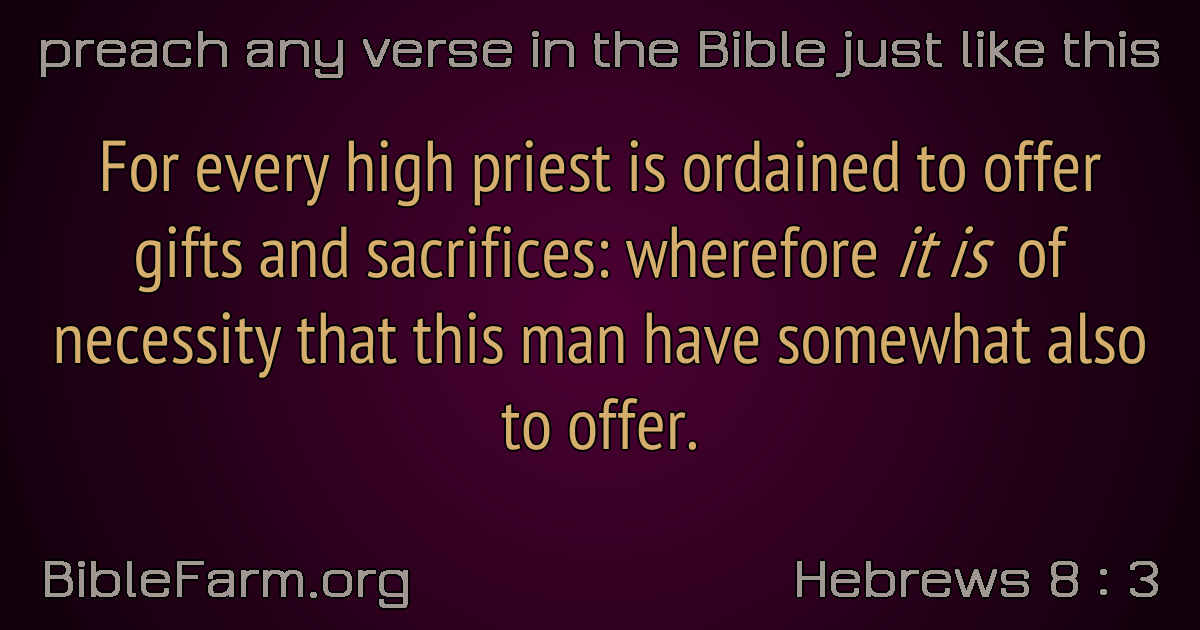 preach any verse in the Bible just like this
For every high priest is ordained to offer
gifts and sacrifices: wherefore it is of
necessity that this man have somewhat also
to offer.
BibleFarm.org
Hebrews 8 : 3